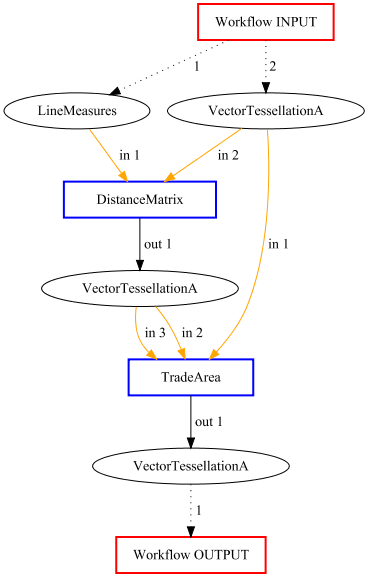 Workflow INPUT
1
2
LineMeasures
VectorTessellationA
in 1
in 2
DistanceMatrix
in 1
out 1
VectorTessellationA
in 3
in 2
TradeArea
out 1
VectorTessellationA
1
Workflow OUTPUT